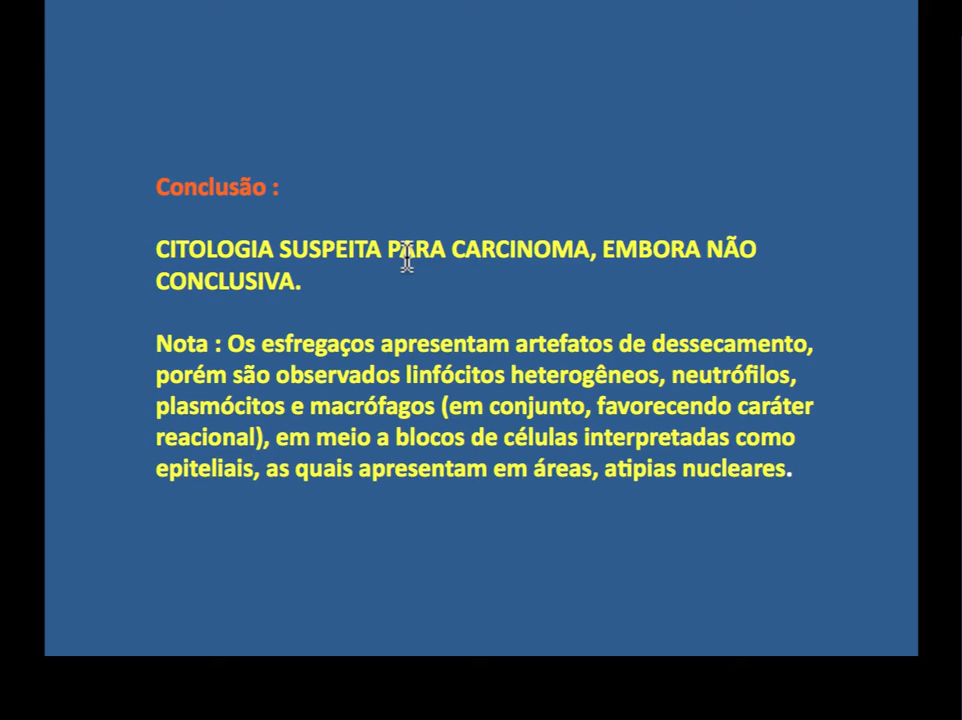 Conclusão :
CITOLOGIA SUSPEITA PARA CARCINOMA, EMBORA NÃO
CONCLUSIVA.
Nota : Os esfregaços apresentam artefatos de dessecamento,
porém são observados linfócitos heterogêneos, neutrófilos,
plasmócitos e macrófagos (em conjunto, favorecendo caráter
reacional), em meio a blocos de células interpretadas como
epiteliais, as quais apresentam em áreas, atipias nucleares.